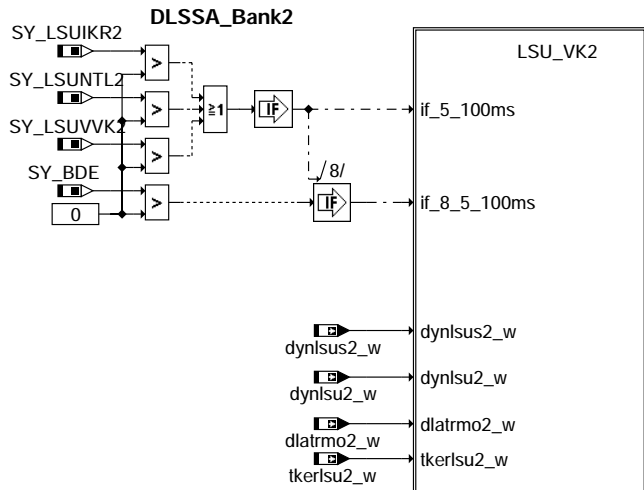 DLSSA_Bank2
SY_LSUIKR2
LSU_VK2
>
SY_LSUNTL2
>
≥1
IF
if_5_100ms
SY_LSUVVK2
>
/8/
SY_BDE
>
IF
if_8_5_100ms
0
dynlsus2_w
dynlsus2_w
dynlsu2_w
dynlsu2_w
dlatrmo2_w
dlatrmo2_w
tkerlsu2_w
tkerlsu2_w